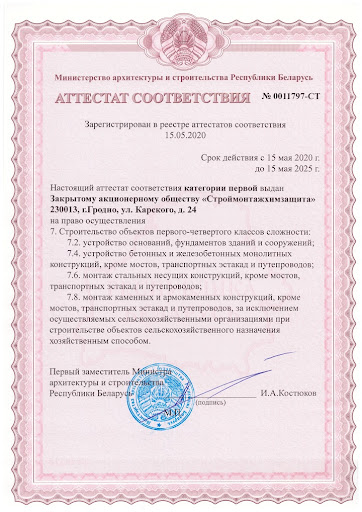 Министерство архитектуры и строительства Республики Беларусь
АТТЕСТАТ СООТВЕТСТВИЯ № 0011797-СТ
Зарегистрирован в реестре аттестатов соответствия
15.05.2020
Срок действия с 15 мая 2020 г.
до 15 мая 2025 г.
Настоящий аттестат соответствия категории первой выдан
Закрытому акционерному обществу «Строймонтажхимзащита»
230013, г.Гродно, ул. Карского, д. 24
на право осуществления
7. Строительство объектов первого-четвертого классов сложности:
7.2. устройство оснований, фундаментов зданий и сооружений;
7.4. устройство бетонных и железобетонных монолитных
конструкций, кроме мостов, транспортных эстакад и путепроводов;
7.6. монтаж стальных несущих конструкций, кроме мостов,
транспортных эстакад и путепроводов;
7.8. монтаж каменных и армокаменных конструкций, кроме
мостов, транспортных эстакад и путепроводов, за исключением
осуществляемых сельскохозяйственными организациями при
строительстве объектов сельскохозяйственного назначения
хозяйственным способом.
Первый заместитель Министра
архитектуры и строительства
Республики Беларусь И.А.Костюков
(подпись)
М.П.